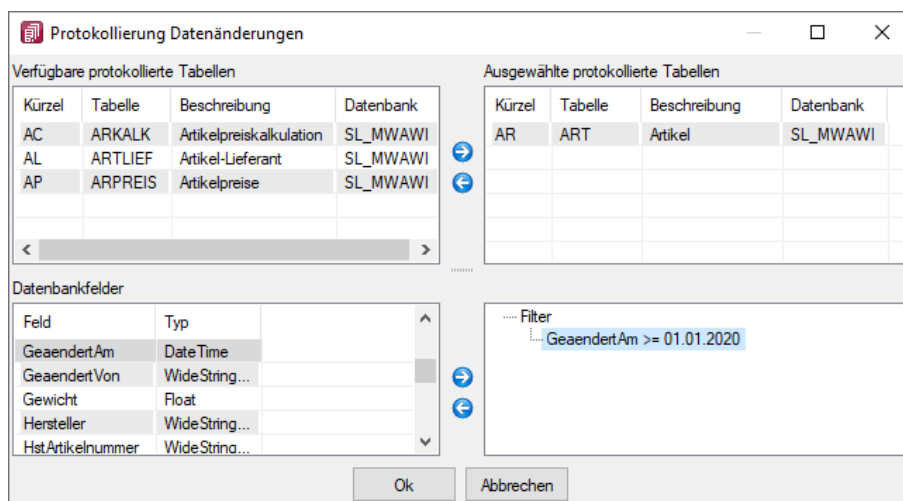 Protokollierung Datenänderungen
Verfügbare protokollierte Tabellen
Kürzel Tabelle Beschreibung Datenbank
AC ARKALK Artikelpreiskalkulation SL_MWAWI
AL ARTLIEF Artikel-Lieferant SL_MWAWI
AP ARPREIS Artikelpreise SL_MWAWI
Ausgewählte protokollierte Tabellen
Kürzel Tabelle Beschreibung Datenbank
AR ART Artikel SL_MWAWI
Datenbankfelder
Feld Typ
GeaendertAm DateTime
GeaendertVon WideString...
Gewicht Float
Hersteller WideString...
HstArtikelnummer WideString...
Filter
GeaendertAm >= 01.01.2020
Ok Abbrechen